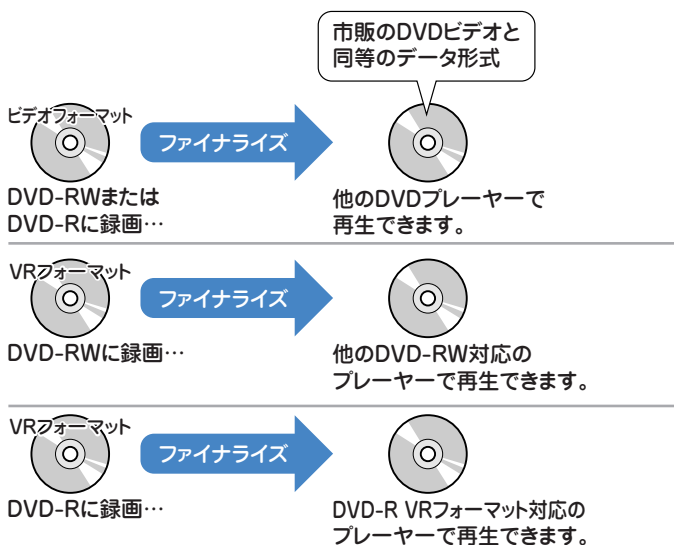 市販のDVDビデオと
同等のデータ形式
ビデオフォーマット
ファイナライズ
DVD-RWまたは
DVD-Rに録画…
他のDVDプレーヤーで
再生できます。
VRフォーマット
ファイナライズ
DVD-RWに録画…
他のDVD-RW対応の
プレーヤーで再生できます。
VRフォーマット
ファイナライズ
DVD-Rに録画…
DVD-R VRフォーマット対応の
プレーヤーで再生できます。